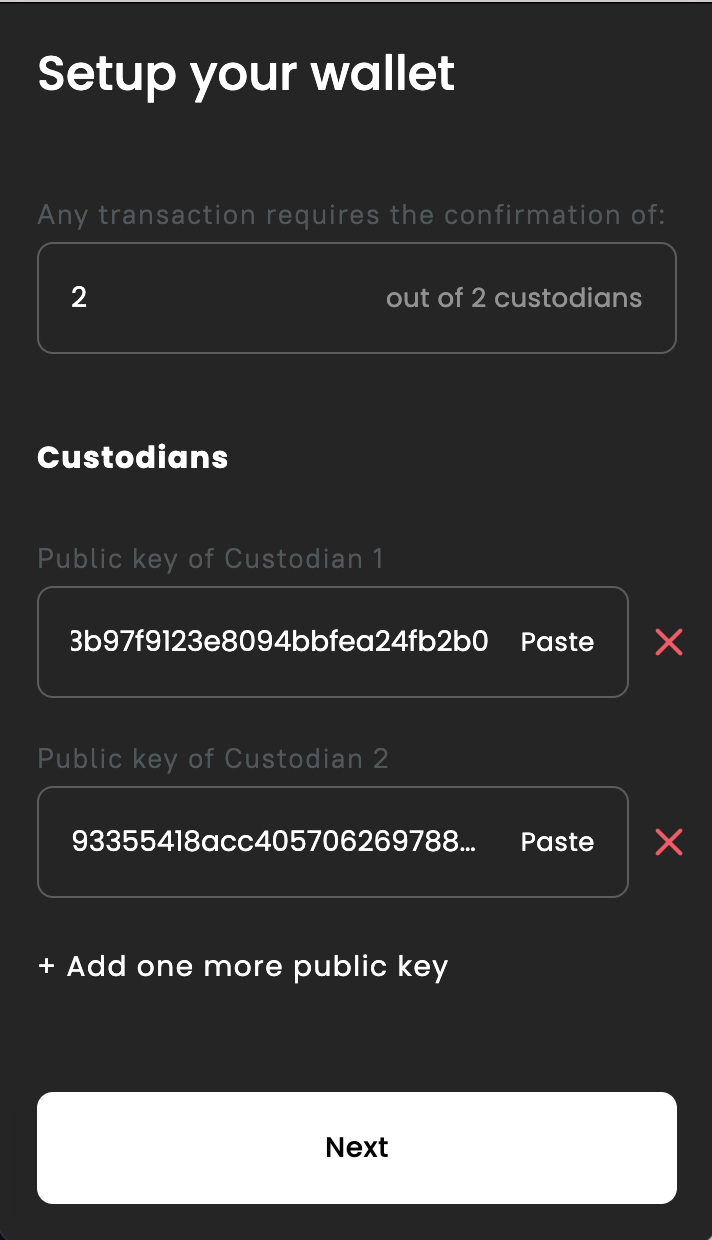 Setup your wallet
Any transaction requires the confirmation of:
2 out of 2 custodians
Custodians
Public key of Custodian 1
3b97f9123e8094bbfea24fb2b0 Paste
Public key of Custodian 2
93355418acc405706269788... Paste
+ Add one more public key
Next